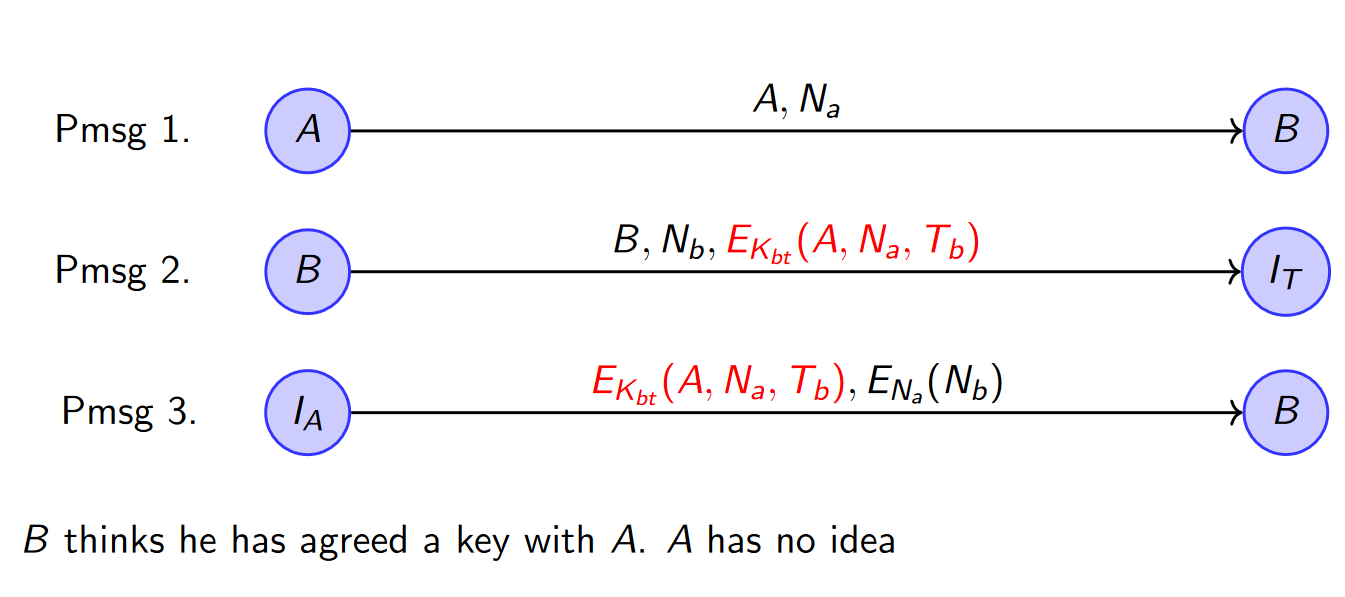 A, N_a
Pmsg 1. A B
B, N_b, E_{K_{bt}}(A, N_a, T_b)
Pmsg 2. B I_T
E_{K_{bt}}(A, N_a, T_b), E_{N_a}(N_b)
Pmsg 3. I_A B
B thinks he has agreed a key with A. A has no idea